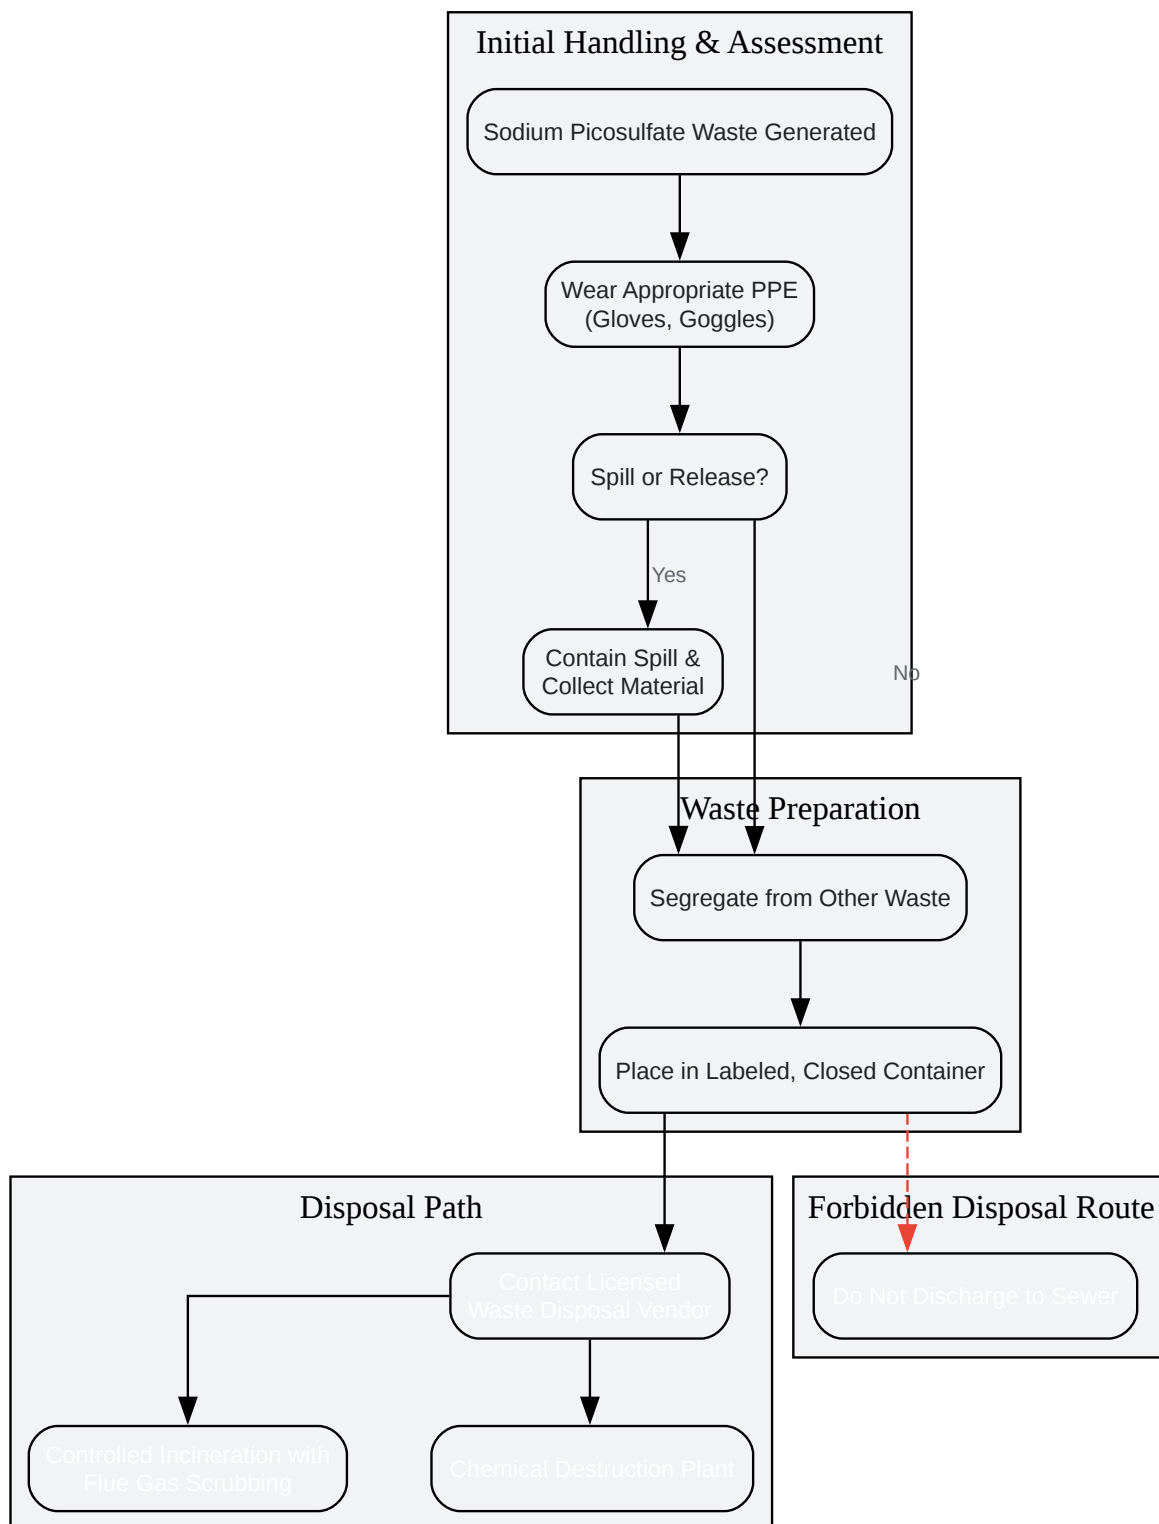 Initial Handling & Assessment
Sodium Picosulfate Waste Generated
Wear Appropriate PPE
(Gloves, Goggles)
Spill or Release?
Yes
Contain Spill &
Collect Material
No
Waste Preparation
Segregate from Other Waste
Place in Labeled, Closed Container
Disposal Path
Forbidden Disposal Route
Contact Licensed
Waste Disposal Vendor
Do Not Discharge to Sewer
Controlled Incineration with
Flue Gas Scrubbing
Chemical Destruction Plant